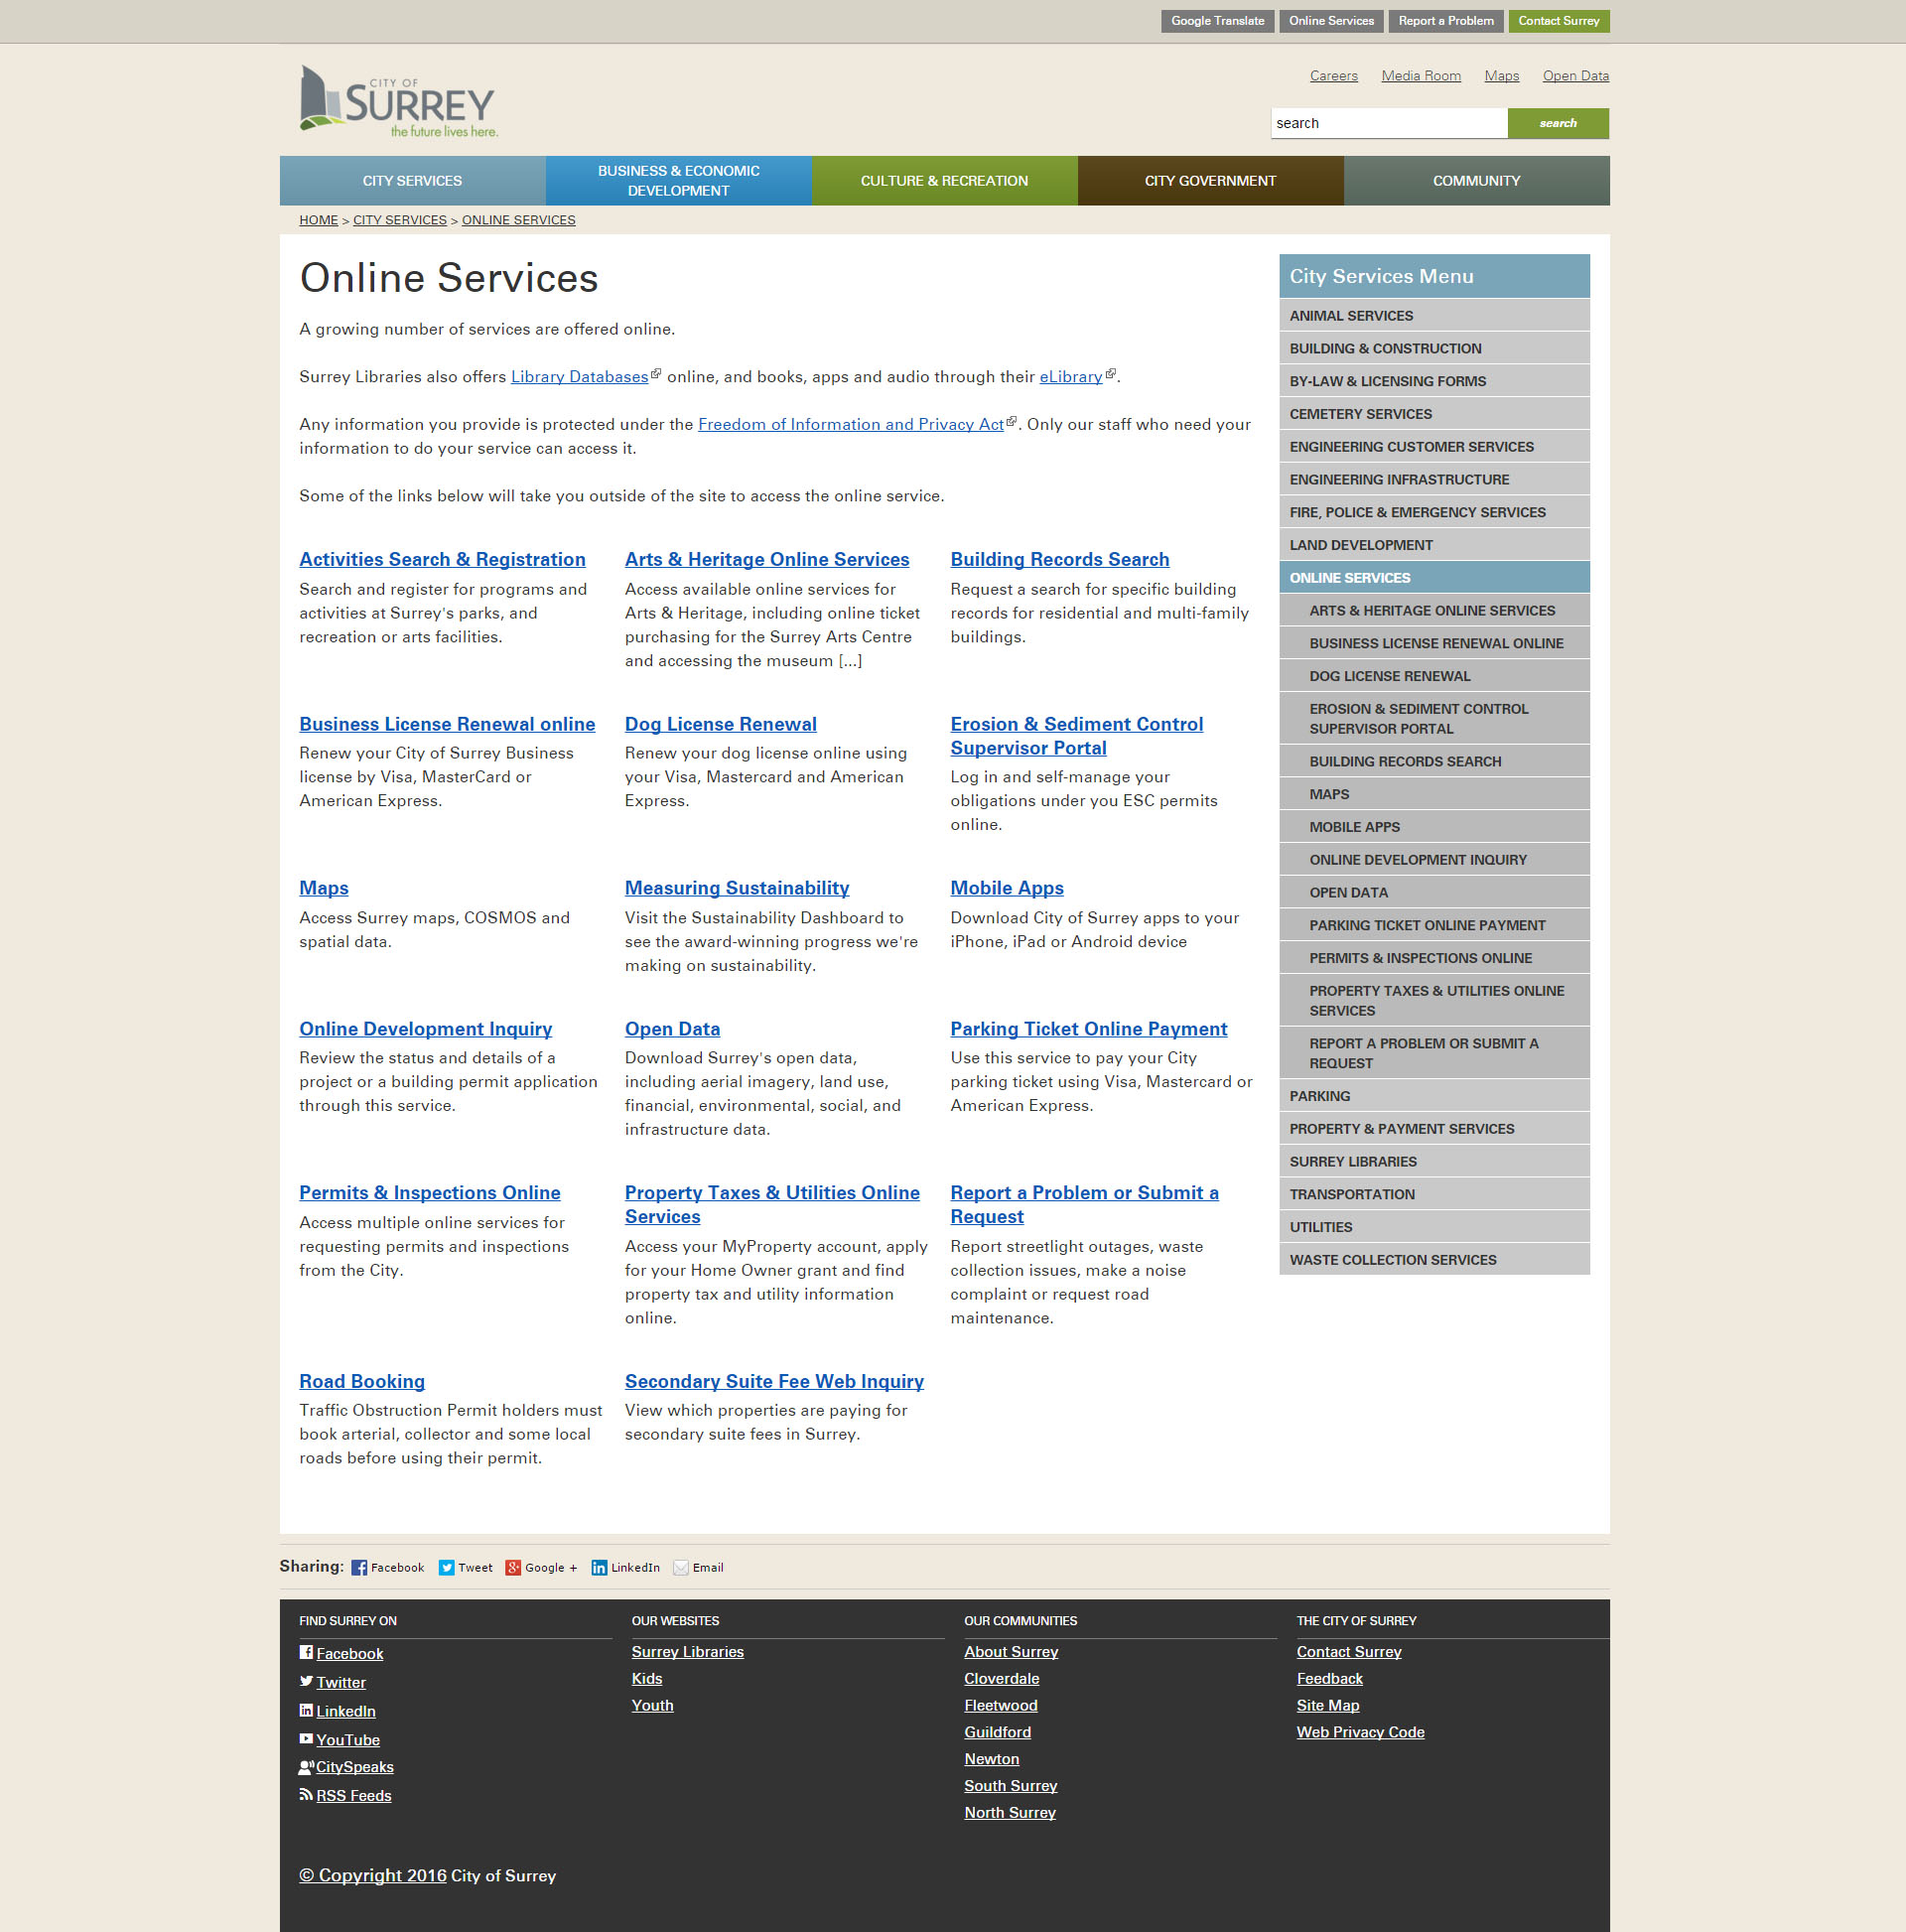 Google Translate
Online Services
Report a Problem
Contact Surrey
CITY OF
SURREY
the future lives here.
Careers
Media Room
Maps
Open Data
search
search
CITY SERVICES
BUSINESS & ECONOMIC
DEVELOPMENT
CULTURE & RECREATION
CITY GOVERNMENT
COMMUNITY
HOME > CITY SERVICES > ONLINE SERVICES
Online Services
A growing number of services are offered online.
Surrey Libraries also offers Library Databases online, and books, apps and audio through their eLibrary.
Any information you provide is protected under the Freedom of Information and Privacy Act. Only our staff who need your
information to do your service can access it.
Some of the links below will take you outside of the site to access the online service.
Activities Search & Registration
Search and register for programs and
activities at Surrey's parks, and
recreation or arts facilities.
Arts & Heritage Online Services
Access available online services for
Arts & Heritage, including online ticket
purchasing for the Surrey Arts Centre
and accessing the museum [...]
Building Records Search
Request a search for specific building
records for residential and multi-family
buildings.
Business License Renewal online
Renew your City of Surrey Business
license by Visa, MasterCard or
American Express.
Dog License Renewal
Renew your dog license online using
your Visa, Mastercard and American
Express.
Erosion & Sediment Control
Supervisor Portal
Log in and self-manage your
obligations under you ESC permits
online.
Maps
Access Surrey maps, COSMOS and
spatial data.
Measuring Sustainability
Visit the Sustainability Dashboard to
see the award-winning progress we're
making on sustainability.
Mobile Apps
Download City of Surrey apps to your
iPhone, iPad or Android device
Online Development Inquiry
Review the status and details of a
project or a building permit application
through this service.
Open Data
Download Surrey's open data,
including aerial imagery, land use,
financial, environmental, social, and
infrastructure data.
Parking Ticket Online Payment
Use this service to pay your City
parking ticket using Visa, Mastercard or
American Express.
Permits & Inspections Online
Access multiple online services for
requesting permits and inspections
from the City.
Property Taxes & Utilities Online
Services
Access your MyProperty account, apply
for your Home Owner grant and find
property tax and utility information
online.
Report a Problem or Submit a
Request
Report streetlight outages, waste
collection issues, make a noise
complaint or request road
maintenance.
Road Booking
Traffic Obstruction Permit holders must
book arterial, collector and some local
roads before using their permit.
Secondary Suite Fee Web Inquiry
View which properties are paying for
secondary suite fees in Surrey.
City Services Menu
ANIMAL SERVICES
BUILDING & CONSTRUCTION
BY-LAW & LICENSING FORMS
CEMETERY SERVICES
ENGINEERING CUSTOMER SERVICES
ENGINEERING INFRASTRUCTURE
FIRE, POLICE & EMERGENCY SERVICES
LAND DEVELOPMENT
ONLINE SERVICES
ARTS & HERITAGE ONLINE SERVICES
BUSINESS LICENSE RENEWAL ONLINE
DOG LICENSE RENEWAL
EROSION & SEDIMENT CONTROL
SUPERVISOR PORTAL
BUILDING RECORDS SEARCH
MAPS
MOBILE APPS
ONLINE DEVELOPMENT INQUIRY
OPEN DATA
PARKING TICKET ONLINE PAYMENT
PERMITS & INSPECTIONS ONLINE
PROPERTY TAXES & UTILITIES ONLINE
SERVICES
REPORT A PROBLEM OR SUBMIT A
REQUEST
PARKING
PROPERTY & PAYMENT SERVICES
SURREY LIBRARIES
TRANSPORTATION
UTILITIES
WASTE COLLECTION SERVICES
Sharing: Facebook Tweet Google + LinkedIn Email
FIND SURREY ON
Facebook
Twitter
LinkedIn
YouTube
CitySpeaks
RSS Feeds
OUR WEBSITES
Surrey Libraries
Kids
Youth
OUR COMMUNITIES
About Surrey
Cloverdale
Fleetwood
Guildford
Newton
South Surrey
North Surrey
THE CITY OF SURREY
Contact Surrey
Feedback
Site Map
Web Privacy Code
© Copyright 2016 City of Surrey